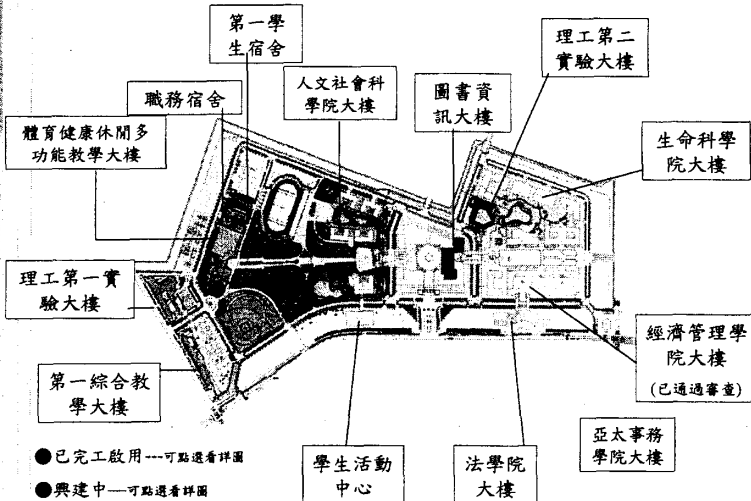 第一學
生宿舍
理工第二
實驗大樓
人文社會科
學院大樓
圖書資
訊大樓
職務宿舍
體育健康休閒多
功能教學大樓
生命科學
院大樓
理工第一實
驗大樓
經濟管理學
院大樓
(已通過審查)
第一綜合教
學大樓
亞太事務
學院大樓
學生活動
中心
法學院
大樓
●已完工啟用---可點選看詳圖
●興建中—可點選看詳圖